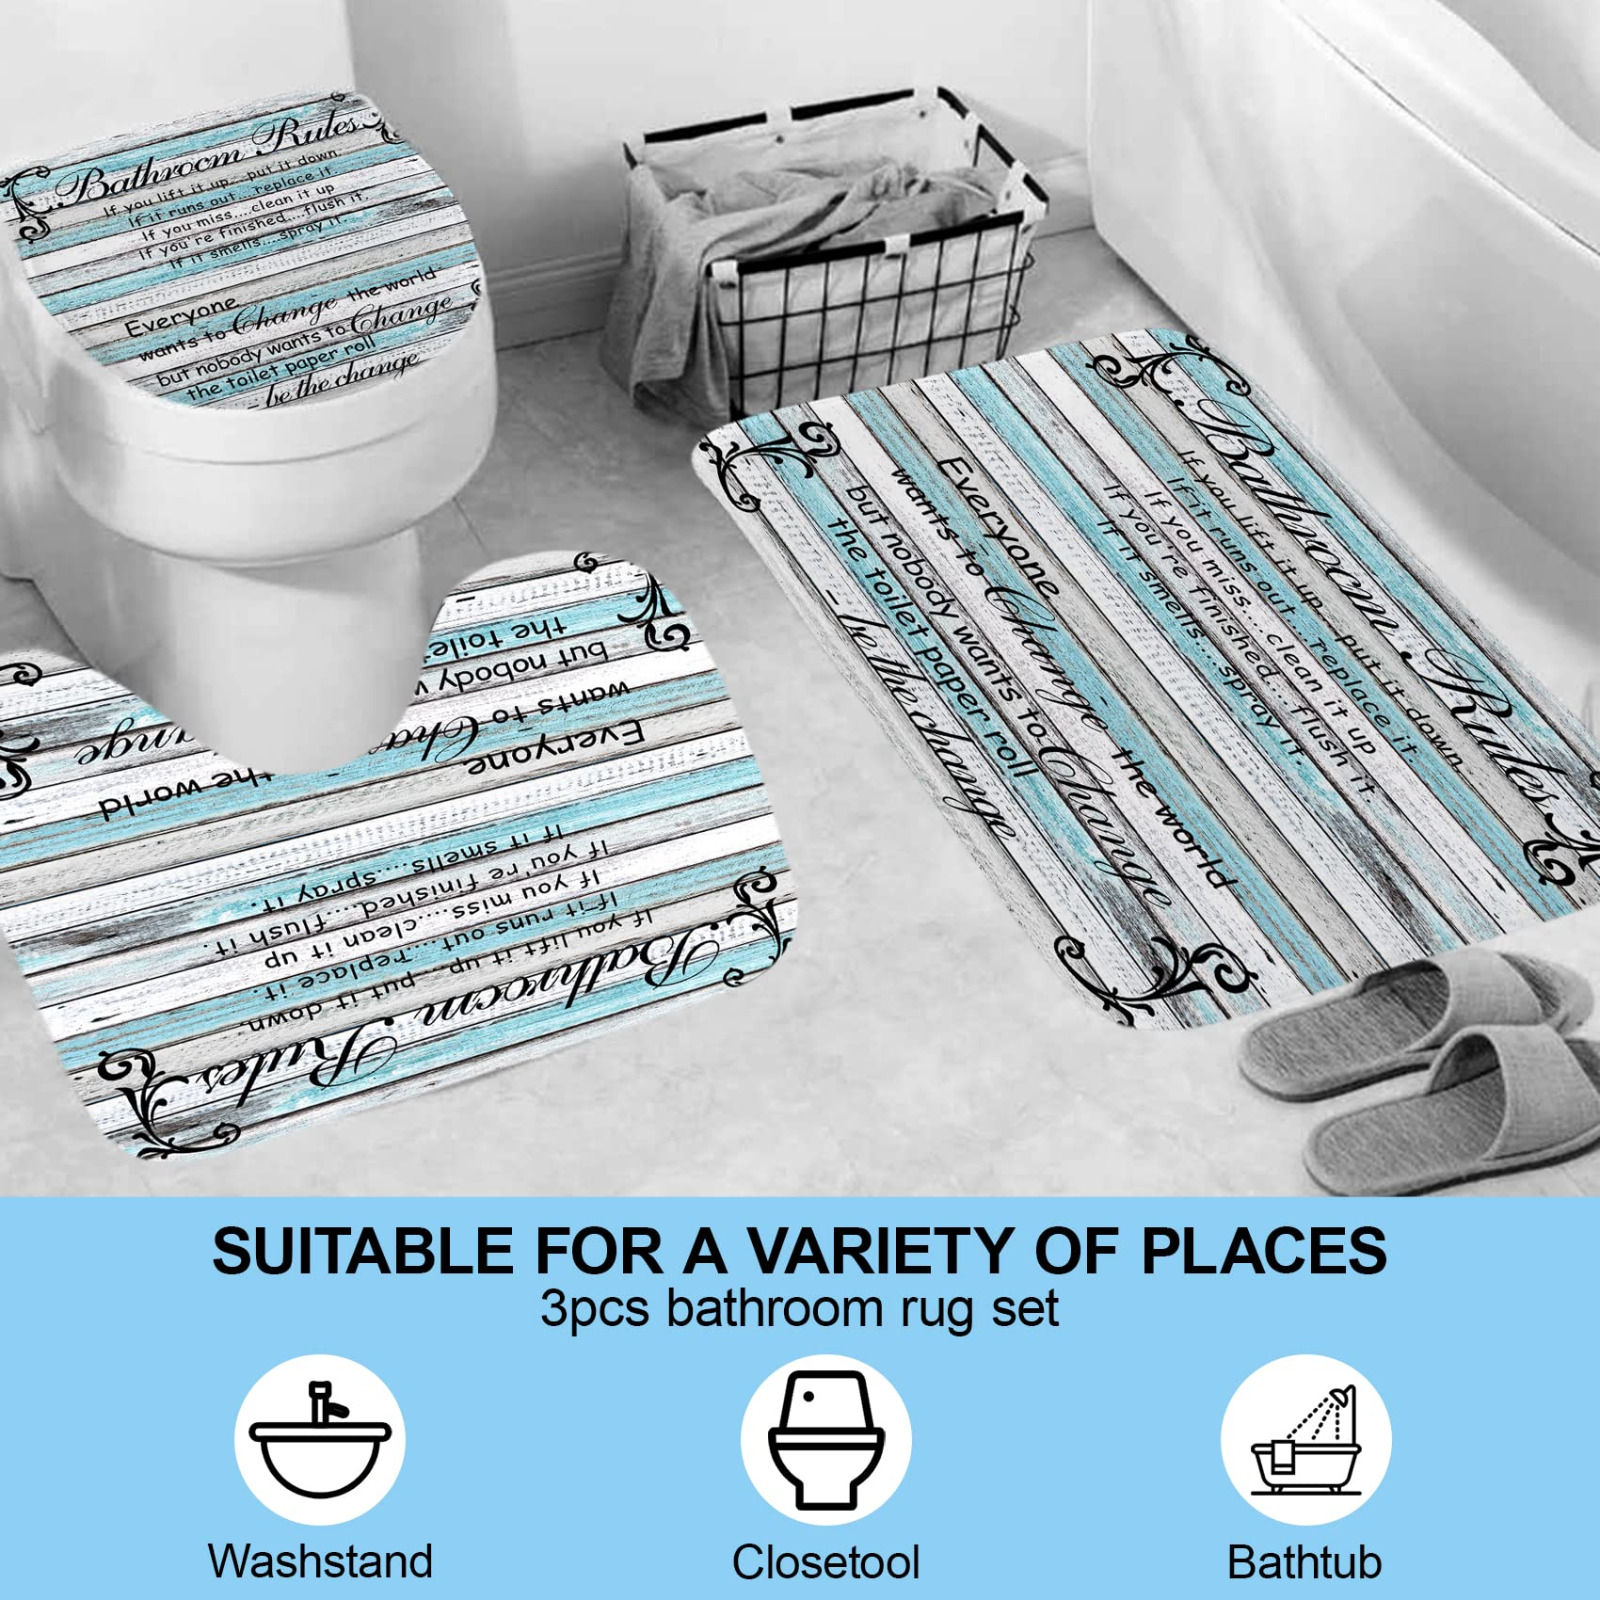 Bathroom Rules
If you lift it up...put it down.
If it runs out....replace it.
If you miss....clean it up
If you're finished....flush it.
If it smells....spray it.
Everyone
wants to Change the world
but nobody wants to Change
the toilet paper roll
- be the change
Bathroom Rules
If you lift it up...put it down.
If it runs out....replace it.
If you miss....clean it up
If you're finished....flush it.
If it smells....spray it.
Everyone
wants to Change the world
but nobody wants to Change
the toilet paper roll
- be the change
Bathroom Rules
If you lift it up...put it down.
If it runs out....replace it.
If you miss....clean it up
If you're finished....flush it.
If it smells....spray it.
Everyone
the world
wants to
but nobody
SUITABLE FOR A VARIETY OF PLACES
3pcs bathroom rug set
Washstand
Closetool
Bathtub